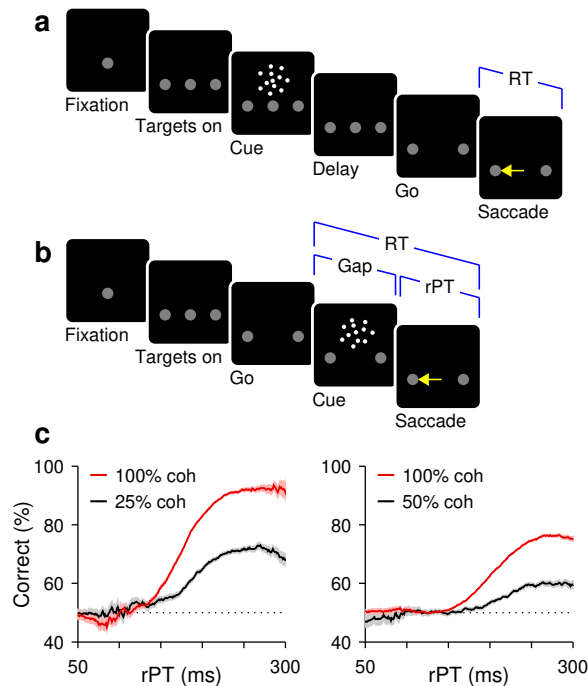 a
Fixation
Targets on
Cue
Delay
Go
Saccade
RT
b
RT
Gap
rPT
Fixation
Targets on
Go
Cue
Saccade
c
Correct (%)
100
80
60
40
100% coh
25% coh
50
300
rPT (ms)
100
80
60
40
100% coh
50% coh
50
300
rPT (ms)